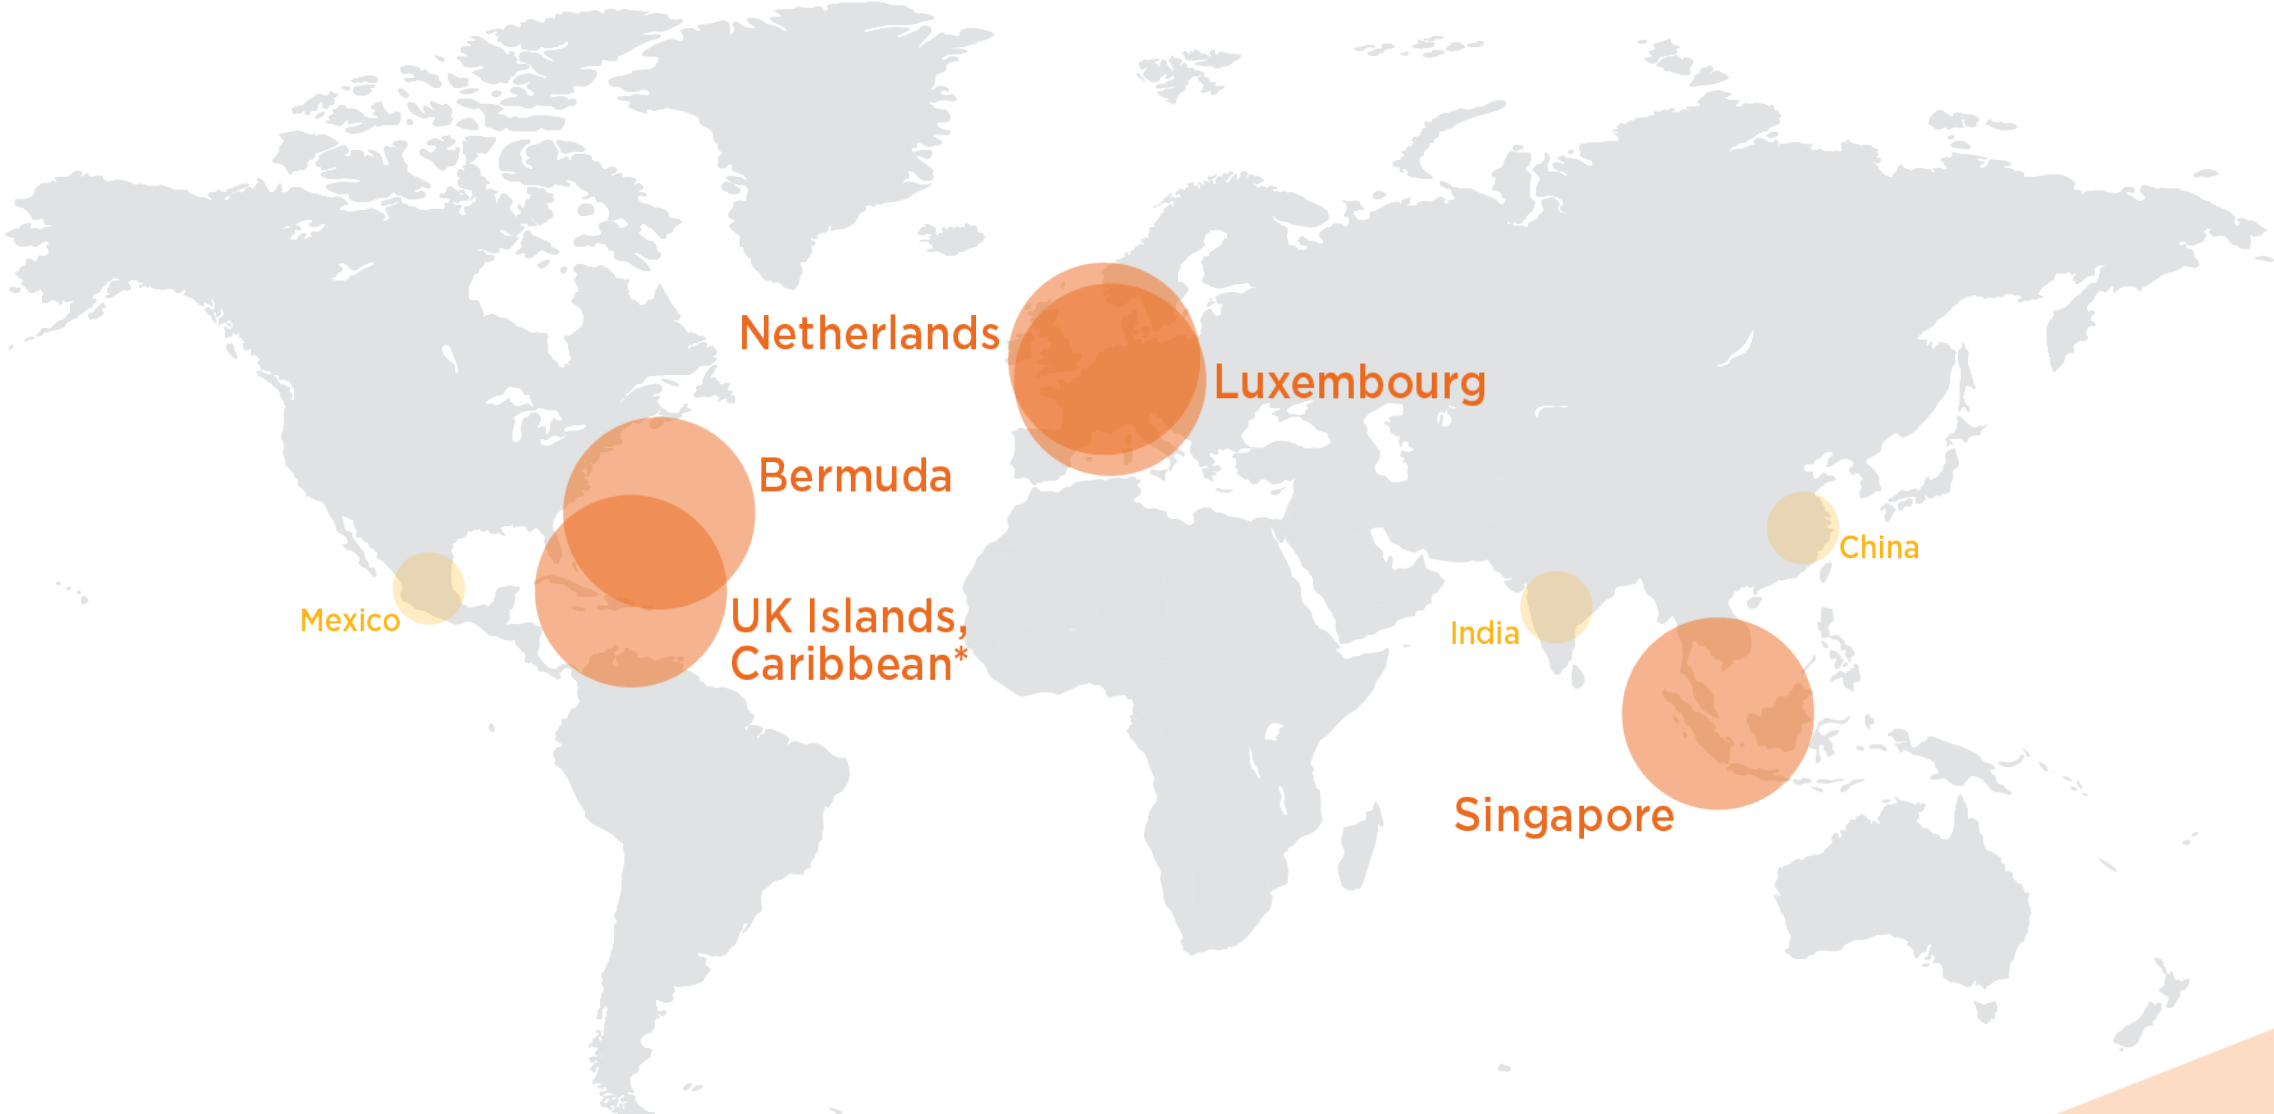 Netherlands
Luxembourg
Bermuda
China
Mexico
UK Islands,
Caribbean*
India
Singapore